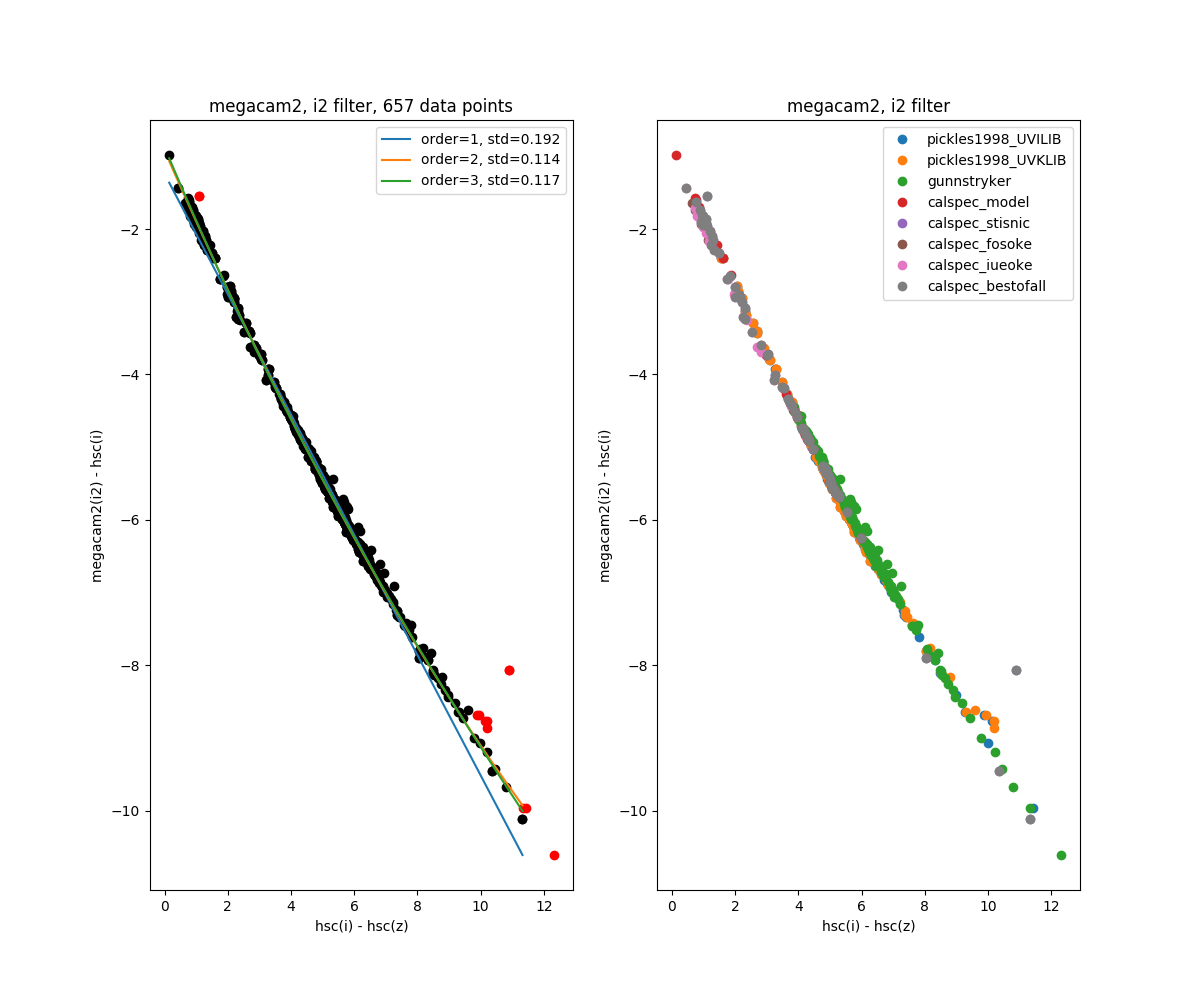 megacam2, i2 filter, 657 data points
order=1, std=0.192
order=2, std=0.114
order=3, std=0.117
−2
−4
−6
−8
−10
megacam2(i2) - hsc(i)
0 2 4 6 8 10 12
hsc(i) - hsc(z)
megacam2, i2 filter
pickles1998_UVILIB
pickles1998_UVKLIB
gunnstryker
calspec_model
calspec_stisnic
calspec_fosoke
calspec_iueoke
calspec_bestofall
−2
−4
−6
−8
−10
megacam2(i2) - hsc(i)
0 2 4 6 8 10 12
hsc(i) - hsc(z)